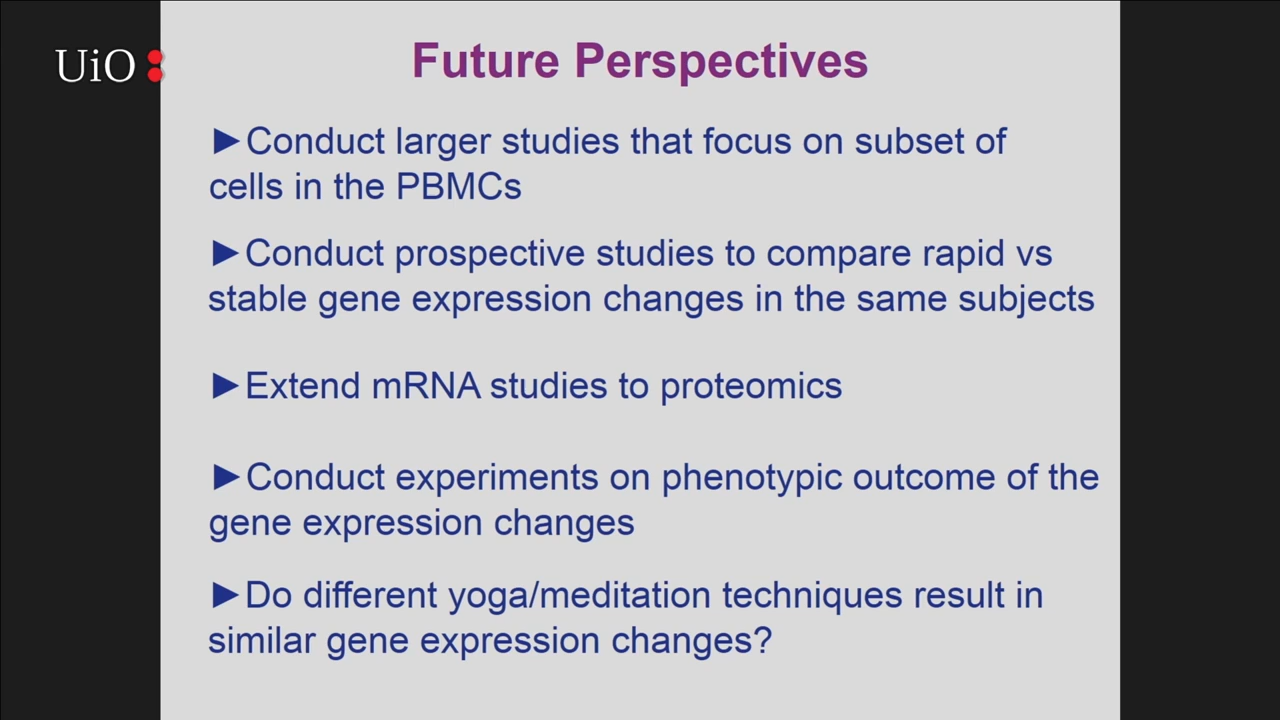 UiO
Future Perspectives
►Conduct larger studies that focus on subset of
cells in the PBMCs
►Conduct prospective studies to compare rapid vs
stable gene expression changes in the same subjects
►Extend mRNA studies to proteomics
►Conduct experiments on phenotypic outcome of the
gene expression changes
►Do different yoga/meditation techniques result in
similar gene expression changes?